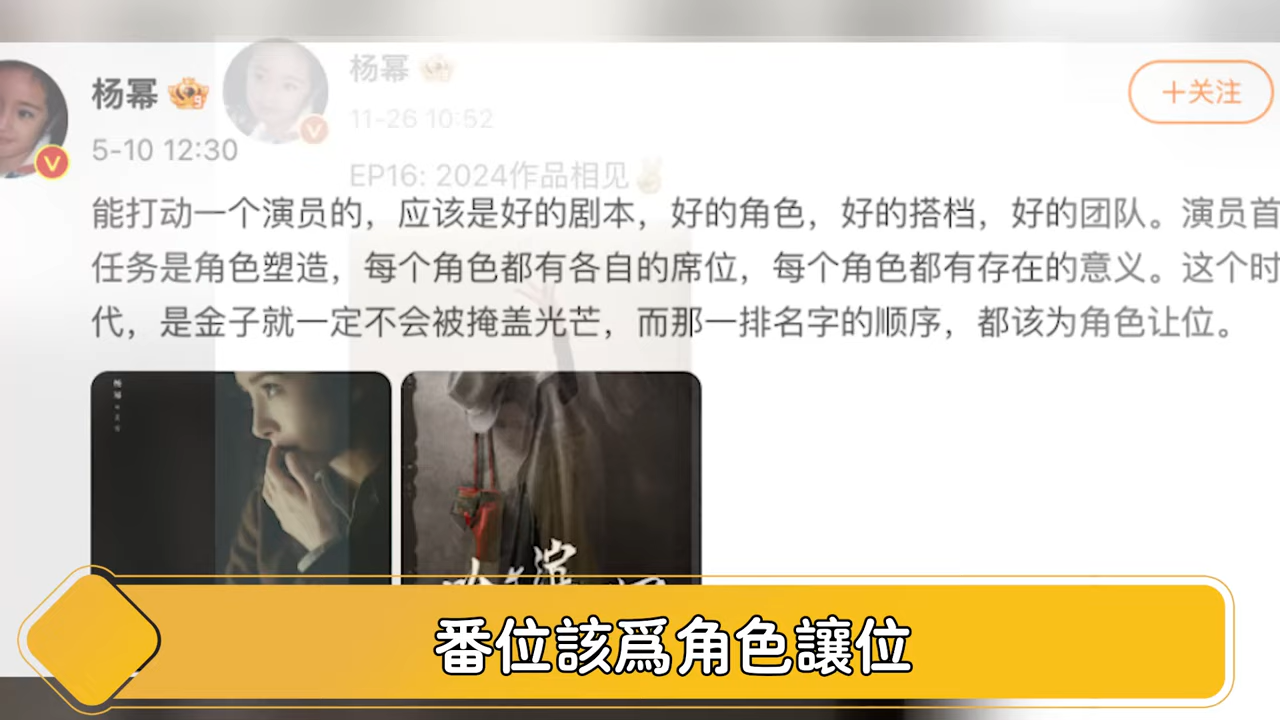 杨幂
杨幂
11-26 10:52
+关注
5-10 12:30
EP16: 2024作品相见
能打动一个演员的，应该是好的剧本，好的角色，好的搭档，好的团队。演员首
任务是角色塑造，每个角色都有各自的席位，每个角色都有存在的意义。这个时
代，是金子就一定不会被掩盖光芒，而那一排名字的顺序，都该为角色让位。
番位該爲角色讓位